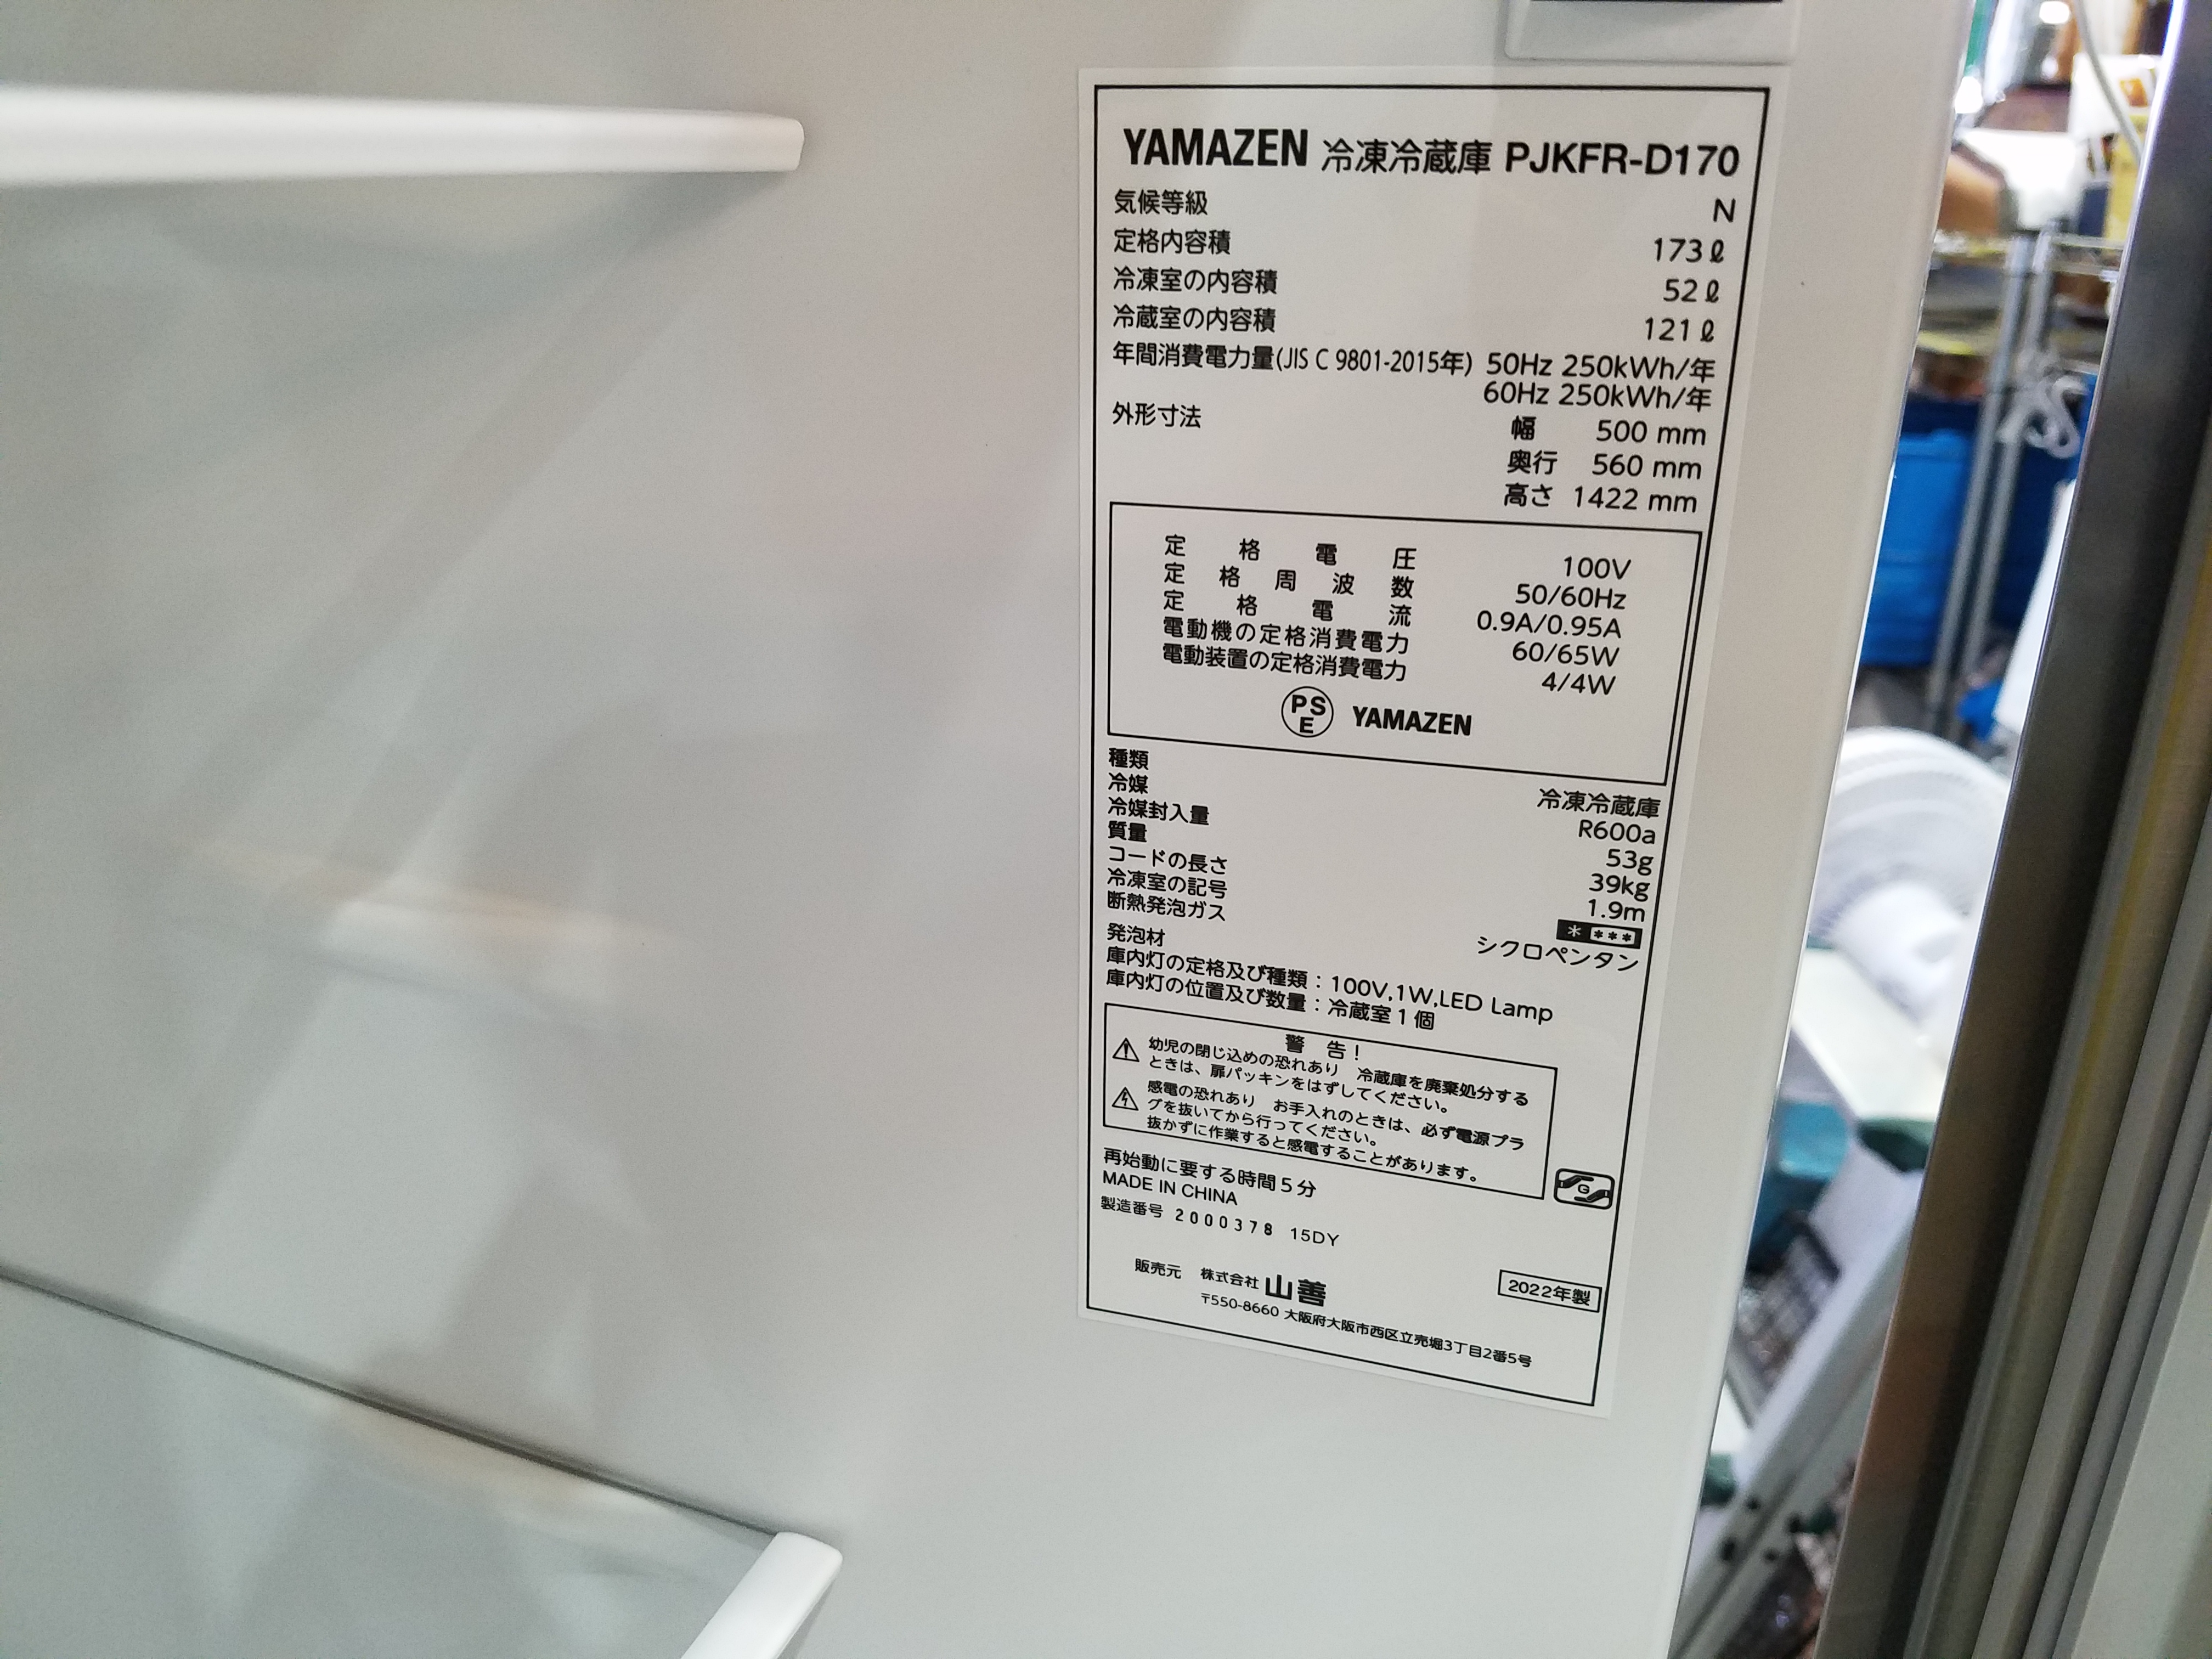 YAMAZEN 冷凍冷蔵庫 PJKFR-D170
気候等級 N
定格内容積 173ℓ
冷凍室の内容積 52ℓ
冷蔵室の内容積 121ℓ
年間消費電力量(JIS C 9801-2015年) 50Hz 250kWh/年
60Hz 250kWh/年
外形寸法 幅 500 mm
奥行 560 mm
高さ 1422 mm
定格電圧 100V
定格周波数 50/60Hz
定格電流 0.9A/0.95A
電動機の定格消費電力 60/65W
電動装置の定格消費電力 4/4W
PSE YAMAZEN
種類 冷凍冷蔵庫
冷媒 R600a
冷媒封入量 53g
質量 39kg
コードの長さ 1.9m
冷凍室の記号 * ***
断熱発泡ガス シクロペンタン
発泡材
庫内灯の定格及び種類：100V,1W,LED Lamp
庫内灯の位置及び数量：冷蔵室1個
警 告！
幼児の閉じ込めの恐れあり 冷蔵庫を廃棄処分する
ときは、扉パッキンをはずしてください。
感電の恐れあり お手入れのときは、必ず電源プラ
グを抜いてから行ってください。
抜かずに作業すると感電することがあります。
再始動に要する時間5分
MADE IN CHINA
G
製造番号 2000378 15DY
2022年製
販売元 株式会社 山善
〒550-8660 大阪府大阪市西区立売堀3丁目2番5号